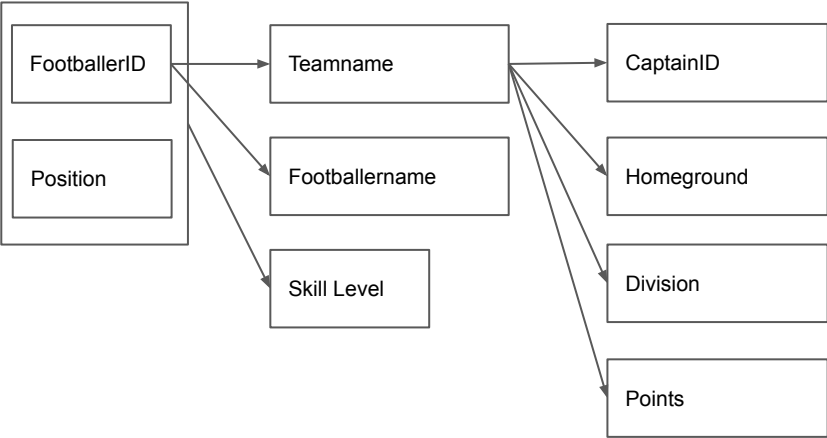 FootballerID
Teamname
CaptainID
Position
Footballername
Homeground
Skill Level
Division
Points